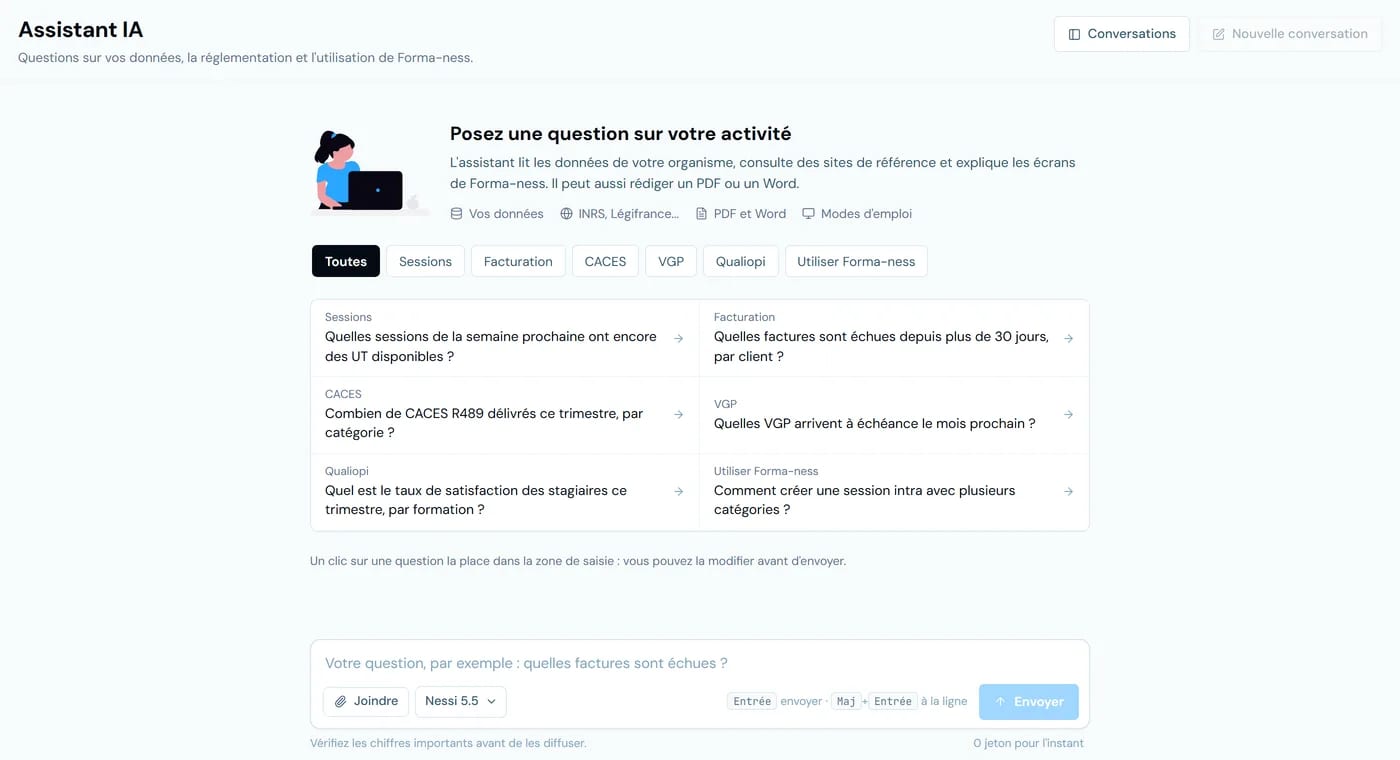 Assistant IA
Questions sur vos données, la réglementation et l'utilisation de Forma-ness.
Conversations
Nouvelle conversation
Posez une question sur votre activité
L'assistant lit les données de votre organisme, consulte des sites de référence et explique les écrans
de Forma-ness. Il peut aussi rédiger un PDF ou un Word.
Vos données
INRS, Légifrance…
PDF et Word
Modes d'emploi
Toutes
Sessions
Facturation
CACES
VGP
Qualiopi
Utiliser Forma-ness
Sessions
Quelles sessions de la semaine prochaine ont encore
des UT disponibles ?
Facturation
Quelles factures sont échues depuis plus de 30 jours,
par client ?
CACES
Combien de CACES R489 délivrés ce trimestre, par
catégorie ?
VGP
Quelles VGP arrivent à échéance le mois prochain ?
Qualiopi
Quel est le taux de satisfaction des stagiaires ce
trimestre, par formation ?
Utiliser Forma-ness
Comment créer une session intra avec plusieurs
catégories ?
Un clic sur une question la place dans la zone de saisie : vous pouvez la modifier avant d'envoyer.
Votre question, par exemple : quelles factures sont échues ?
Joindre
Nessi 5.5
Entrée envoyer · Maj+Entrée à la ligne
Envoyer
Vérifiez les chiffres importants avant de les diffuser.
0 jeton pour l'instant